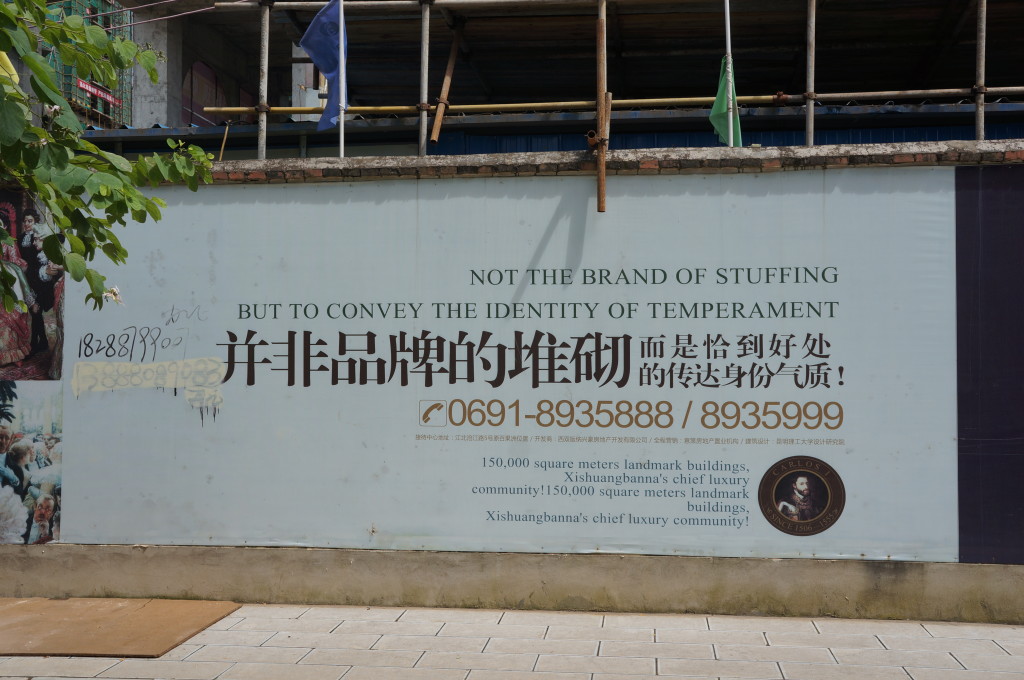 NOT THE BRAND OF STUFFING
BUT TO CONVEY THE IDENTITY OF TEMPERAMENT
并非品牌的堆砌
而是恰到好处
的传达身份气质!
0691-8935888 / 8935999
150,000 square meters landmark buildings,
Xishuangbanna's chief luxury
community!150,000 square meters landmark
buildings,
Xishuangbanna's chief luxury community!
CARLOS I